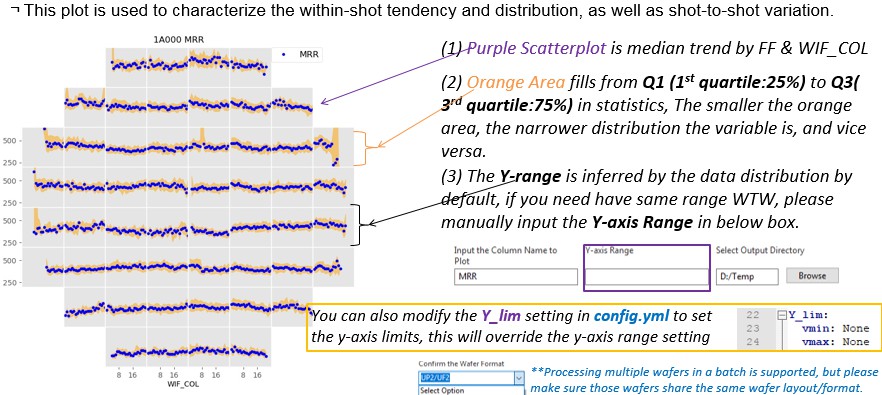 ¬ This plot is used to characterize the within-shot tendency and distribution, as well as shot-to-shot variation.
1A000 MRR
MRR
500
250
500
250
500
250
500
250
8 16 8 16 8 16 8 16
WIF_COL
(1) Purple Scatterplot is median trend by FF & WIF_COL
(2) Orange Area fills from Q1 (1st quartile:25%) to Q3(
3rd quartile:75%) in statistics, The smaller the orange
area, the narrower distribution the variable is, and vice
versa.
(3) The Y-range is inferred by the data distribution by
default, if you need have same range WTW, please
manually input the Y-axis Range in below box.
Input the Column Name to
Plot
MRR
Y-axis Range
Select Output Directory
D:/Temp
Browse
You can also modify the Y_lim setting in config.yml to set
the y-axis limits, this will override the y-axis range setting
22 Y_lim:
23 vmin: None
24 vmax: None
Confirm the Wafer Format
UP2/UF2
Select Option
**Processing multiple wafers in a batch is supported, but please
make sure those wafers share the same wafer layout/format.